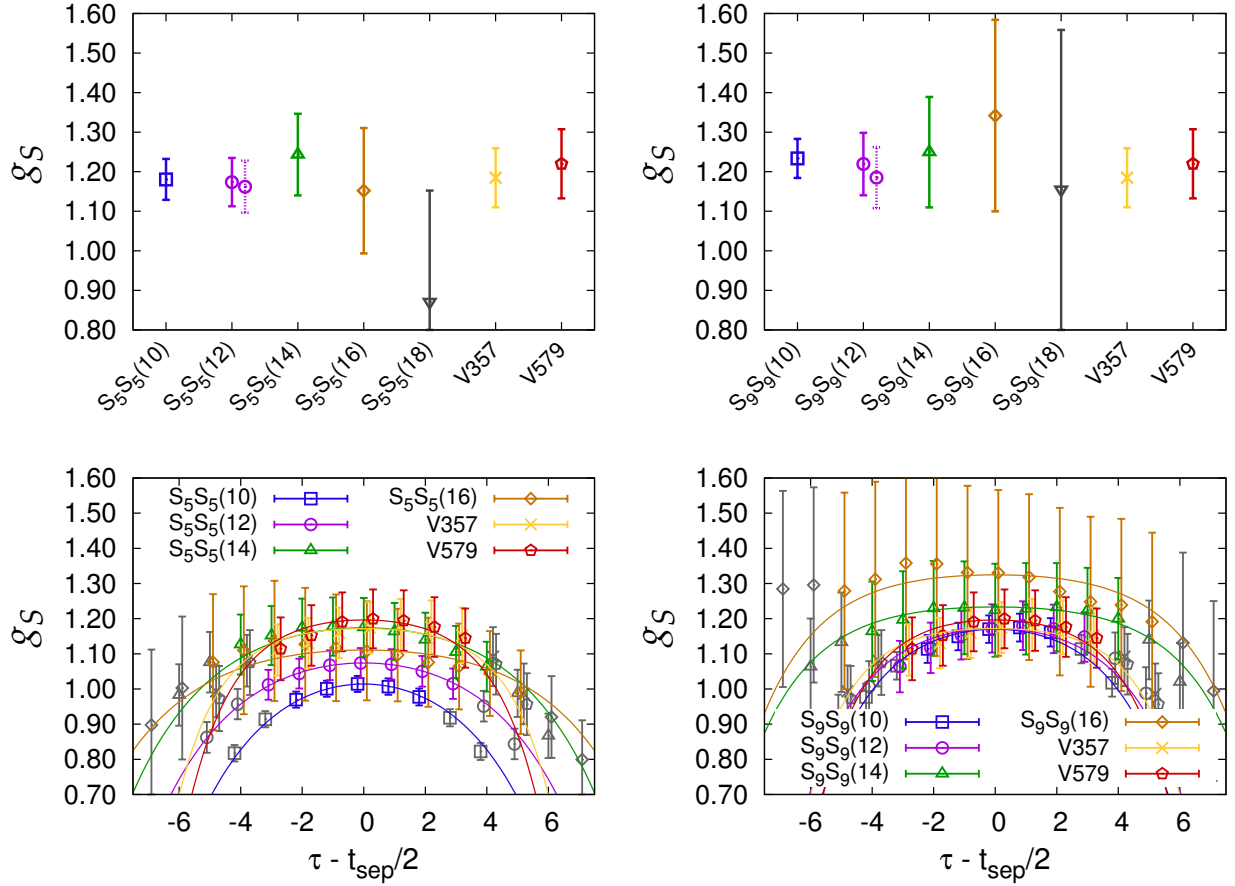 1.60
1.50
1.40
1.30
1.20
1.10
1.00
0.90
0.80
gS
S5S5(10)
S5S5(12)
S5S5(14)
S5S5(16)
S5S5(18)
V357
V579
1.60
1.50
1.40
1.30
1.20
1.10
1.00
0.90
0.80
gS
S9S9(10)
S9S9(12)
S9S9(14)
S9S9(16)
S9S9(18)
V357
V579
1.60
1.50
1.40
1.30
1.20
1.10
1.00
0.90
0.80
0.70
gS
S5S5(10)
S5S5(12)
S5S5(14)
S5S5(16)
V357
V579
-6 -4 -2 0 2 4 6
τ - tsep/2
1.60
1.50
1.40
1.30
1.20
1.10
1.00
0.90
0.80
0.70
gS
S9S9(10)
S9S9(12)
S9S9(14)
S9S9(16)
V357
V579
-6 -4 -2 0 2 4 6
τ - tsep/2